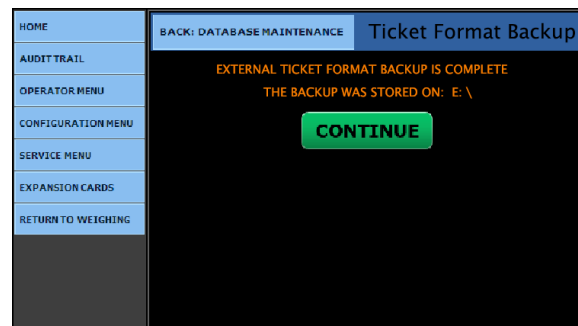 HOME
AUDIT TRAIL
OPERATOR MENU
CONFIGURATION MENU
SERVICE MENU
EXPANSION CARDS
RETURN TO WEIGHING
BACK: DATABASE MAINTENANCE
Ticket Format Backup
EXTERNAL TICKET FORMAT BACKUP IS COMPLETE
THE BACKUP WAS STORED ON: E: \
CONTINUE